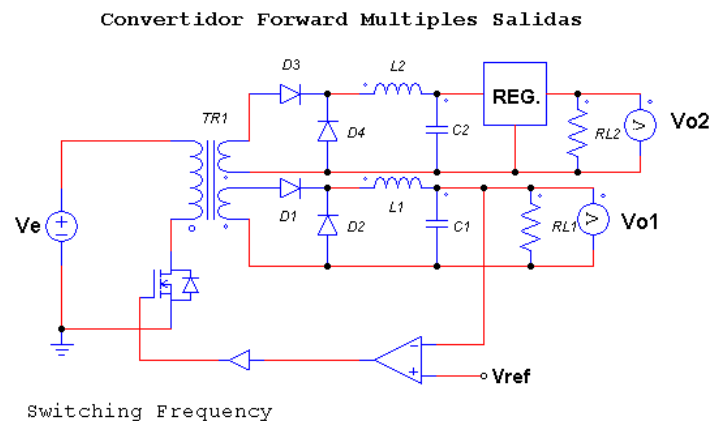 Convertidor Forward Multiples Salidas
D3
L2
TR1
REG.
D4
C2
RL2
V
Vo2
Ve
D1
D2
L1
C1
RL1
V
Vo1
Vref
Switching Frequency